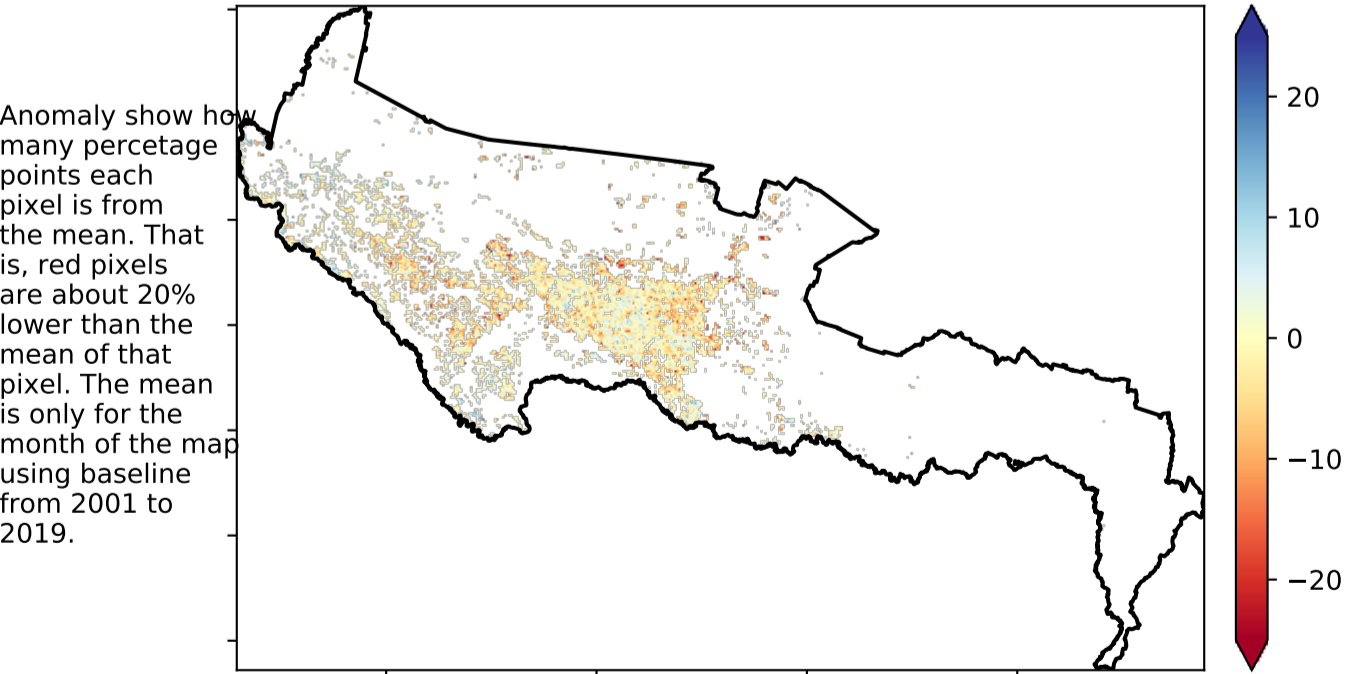 Anomaly show how
many percetage
points each
pixel is from
the mean. That
is, red pixels
are about 20%
lower than the
mean of that
pixel. The mean
is only for the
month of the map
using baseline
from 2001 to
2019.
20
10
0
−10
−20